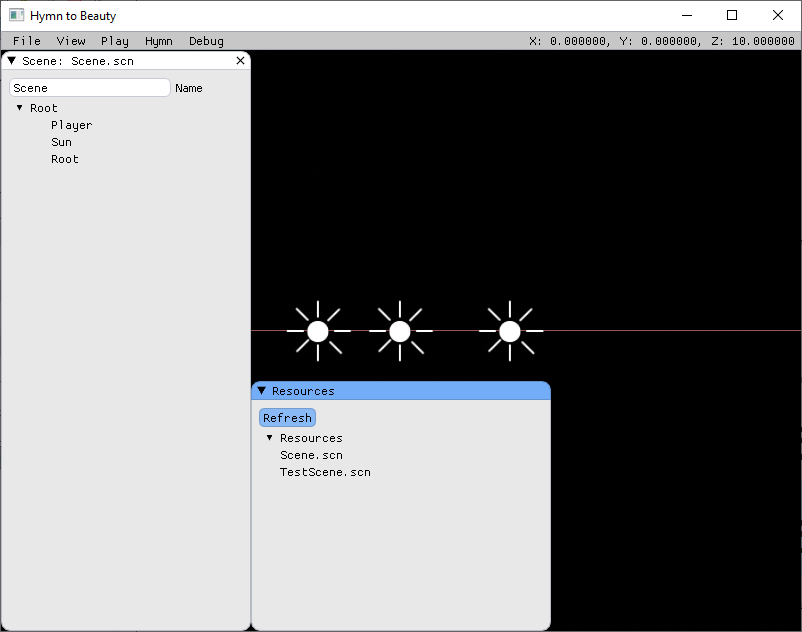 Hymn to Beauty
File View Play Hymn Debug X: 0.000000, Y: 0.000000, Z: 10.000000
Scene: Scene.scn
Scene Name
Root
Player
Sun
Root
Resources
Refresh
Resources
Scene.scn
TestScene.scn